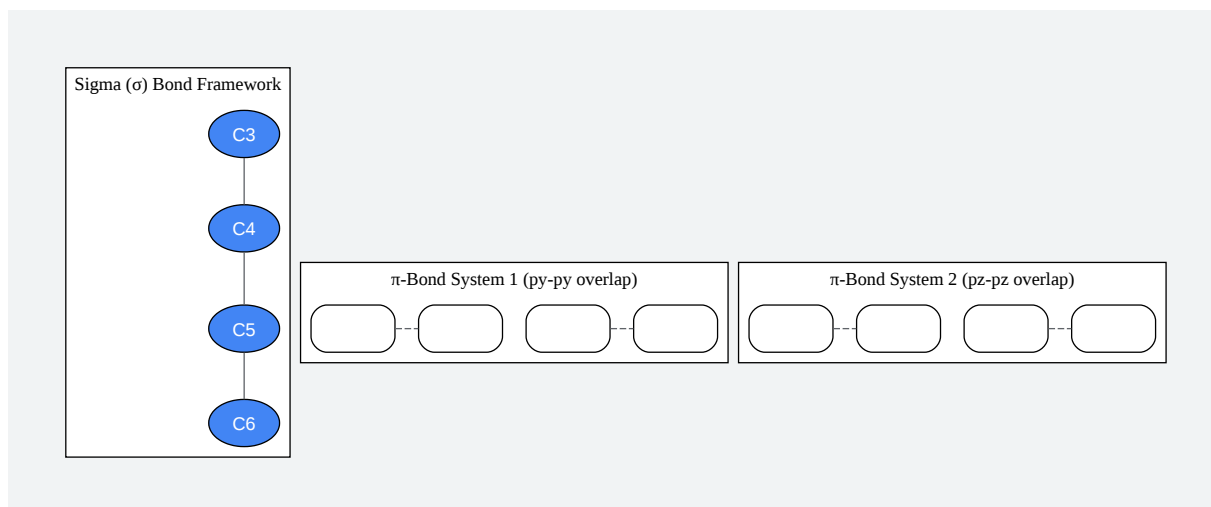 Sigma (σ) Bond Framework
C3
C4
C5
C6
π-Bond System 1 (py-py overlap)
π-Bond System 2 (pz-pz overlap)